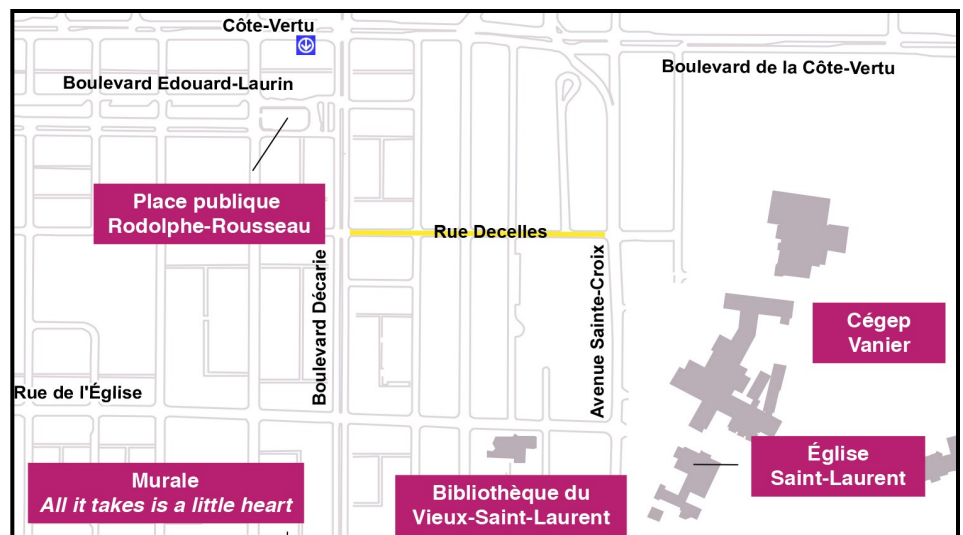 Côte-Vertu
Boulevard de la Côte-Vertu
Boulevard Edouard-Laurin
Place publique
Rodolphe-Rousseau
Rue Decelles
Boulevard Décarie
Avenue Sainte-Croix
Cégep
Vanier
Rue de l'Église
Église
Saint-Laurent
Murale
All it takes is a little heart
Bibliothèque du
Vieux-Saint-Laurent